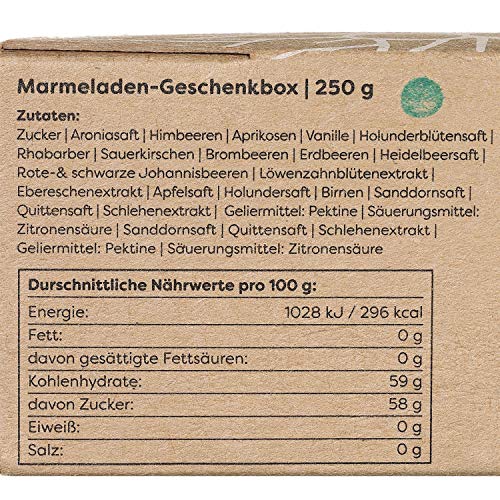 Marmeladen-Geschenkbox | 250 g
Zutaten:
Zucker | Aroniasaft | Himbeeren | Aprikosen | Vanille | Holunderblütensaft |
Rhabarber | Sauerkirschen | Brombeeren | Erdbeeren | Heidelbeersaft |
Rote-& schwarze Johannisbeeren | Löwenzahnblütenextrakt |
Ebereschenextrakt | Apfelsaft | Holundersaft | Birnen | Sanddornsaft |
Quittensaft | Schlehenextrakt | Geliermittel: Pektine | Säuerungsmittel:
Zitronensäure | Sanddornsaft | Quittensaft | Schlehenextrakt |
Geliermittel: Pektine | Säuerungsmittel: Zitronensäure
Durschnittliche Nährwerte pro 100 g:
Energie: 1028 kJ / 296 kcal
Fett: 0 g
davon gesättigte Fettsäuren: 0 g
Kohlenhydrate: 59 g
davon Zucker: 58 g
Eiweiß: 0 g
Salz: 0 g